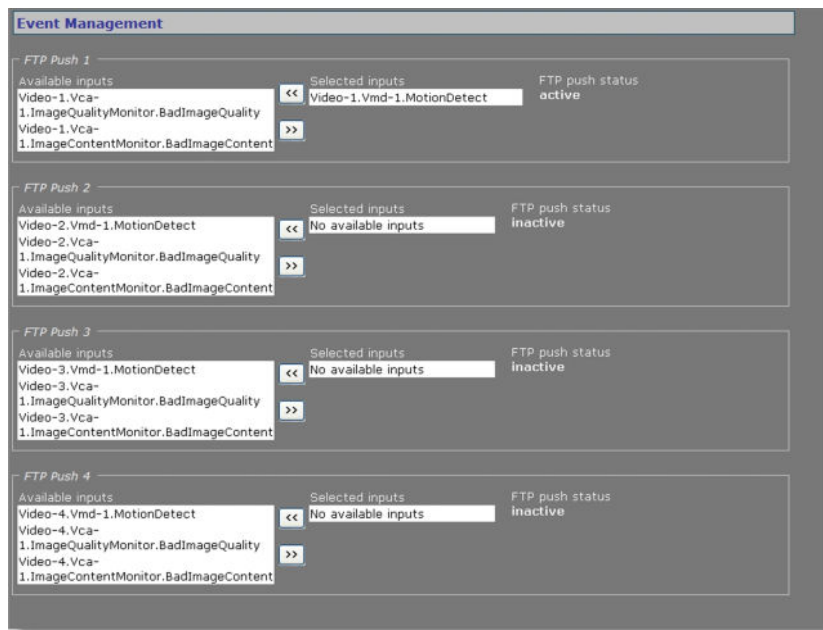 Event Management
FTP Push 1
Available inputs
Selected inputs
FTP push status
Video-1.Vca-
1.ImageQualityMonitor.BadImageQuality
Video-1.Vca-
1.ImageContentMonitor.BadImageContent
<<
>>
Video-1.Vmd-1.MotionDetect
active
FTP Push 2
Available inputs
Selected inputs
FTP push status
Video-2.Vmd-1.MotionDetect
Video-2.Vca-
1.ImageQualityMonitor.BadImageQuality
Video-2.Vca-
1.ImageContentMonitor.BadImageContent
<<
>>
No available inputs
inactive
FTP Push 3
Available inputs
Selected inputs
FTP push status
Video-3.Vmd-1.MotionDetect
Video-3.Vca-
1.ImageQualityMonitor.BadImageQuality
Video-3.Vca-
1.ImageContentMonitor.BadImageContent
<<
>>
No available inputs
inactive
FTP Push 4
Available inputs
Selected inputs
FTP push status
Video-4.Vmd-1.MotionDetect
Video-4.Vca-
1.ImageQualityMonitor.BadImageQuality
Video-4.Vca-
1.ImageContentMonitor.BadImageContent
<<
>>
No available inputs
inactive